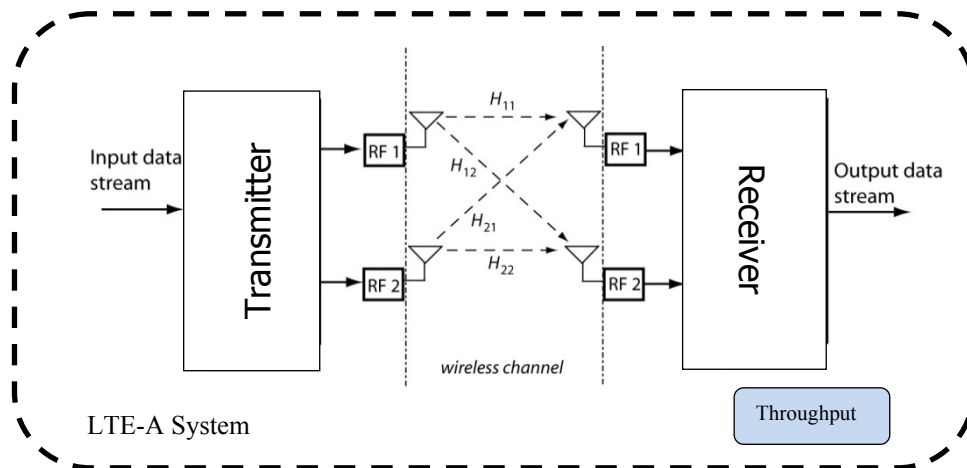 Input data
stream
Transmitter
RF 1
RF 2
H11
H12
H21
H22
wireless channel
RF 1
RF 2
Receiver
Output data
stream
LTE-A System
Throughput